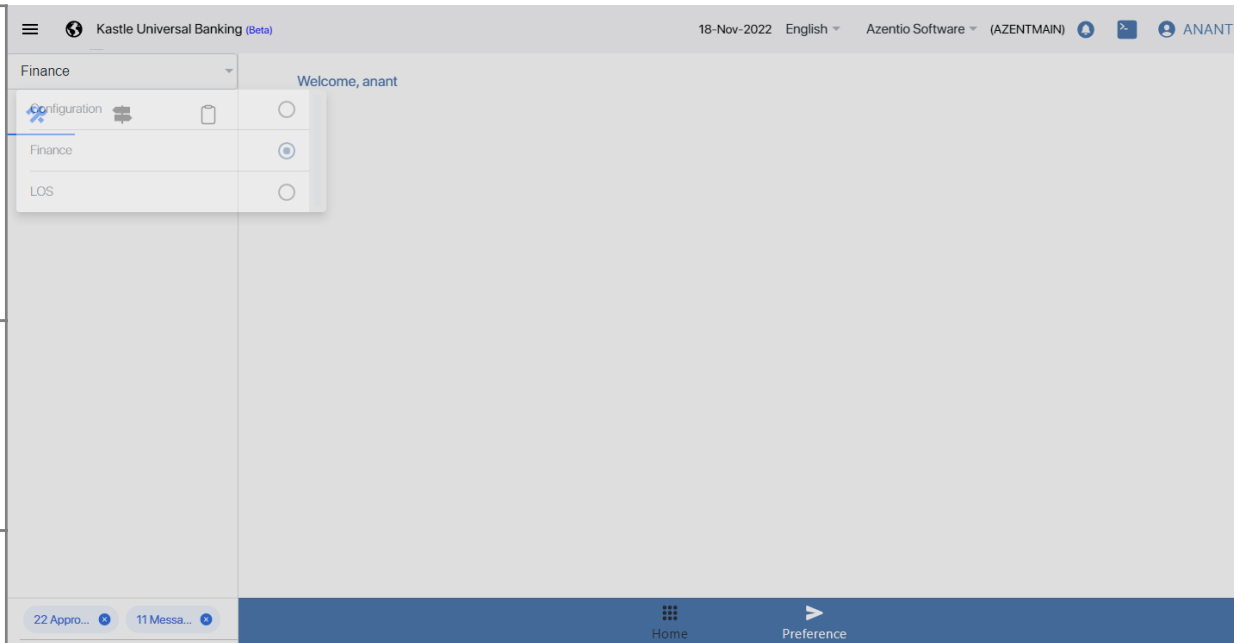 Kastle Universal Banking (Beta)
18-Nov-2022 English Azentio Software (AZENTMAIN) ANANT
Finance
Welcome, anant
Configuration
Finance
LOS
22 Appro... 11 Messa...
Home Preference